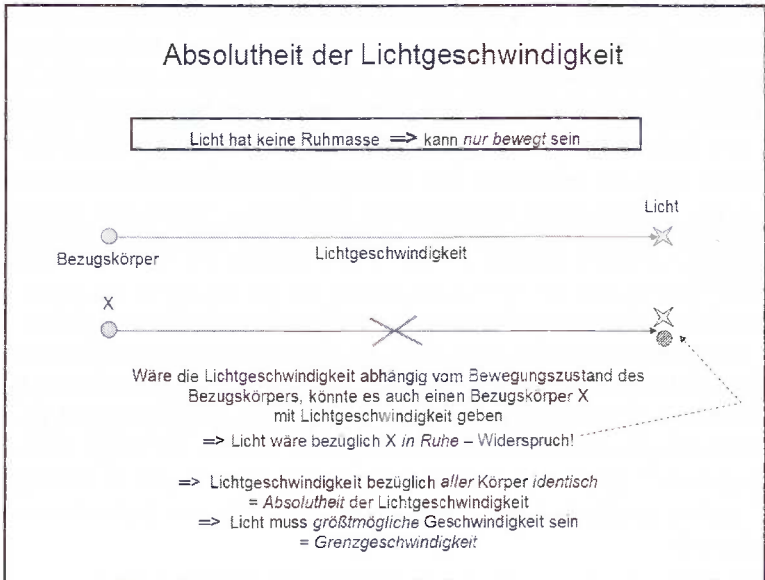 Absolutheit der Lichtgeschwindigkeit
Licht hat keine Ruhmasse => kann nur bewegt sein
Licht
Bezugskörper
Lichtgeschwindigkeit
X
Wäre die Lichtgeschwindigkeit abhängig vom Bewegungszustand des
Bezugskörpers, könnte es auch einen Bezugskörper X
mit Lichtgeschwindigkeit geben
=> Licht wäre bezüglich X in Ruhe – Widerspruch!
=> Lichtgeschwindigkeit bezüglich aller Körper identisch
= Absolutheit der Lichtgeschwindigkeit
=> Licht muss größtmögliche Geschwindigkeit sein
= Grenzgeschwindigkeit